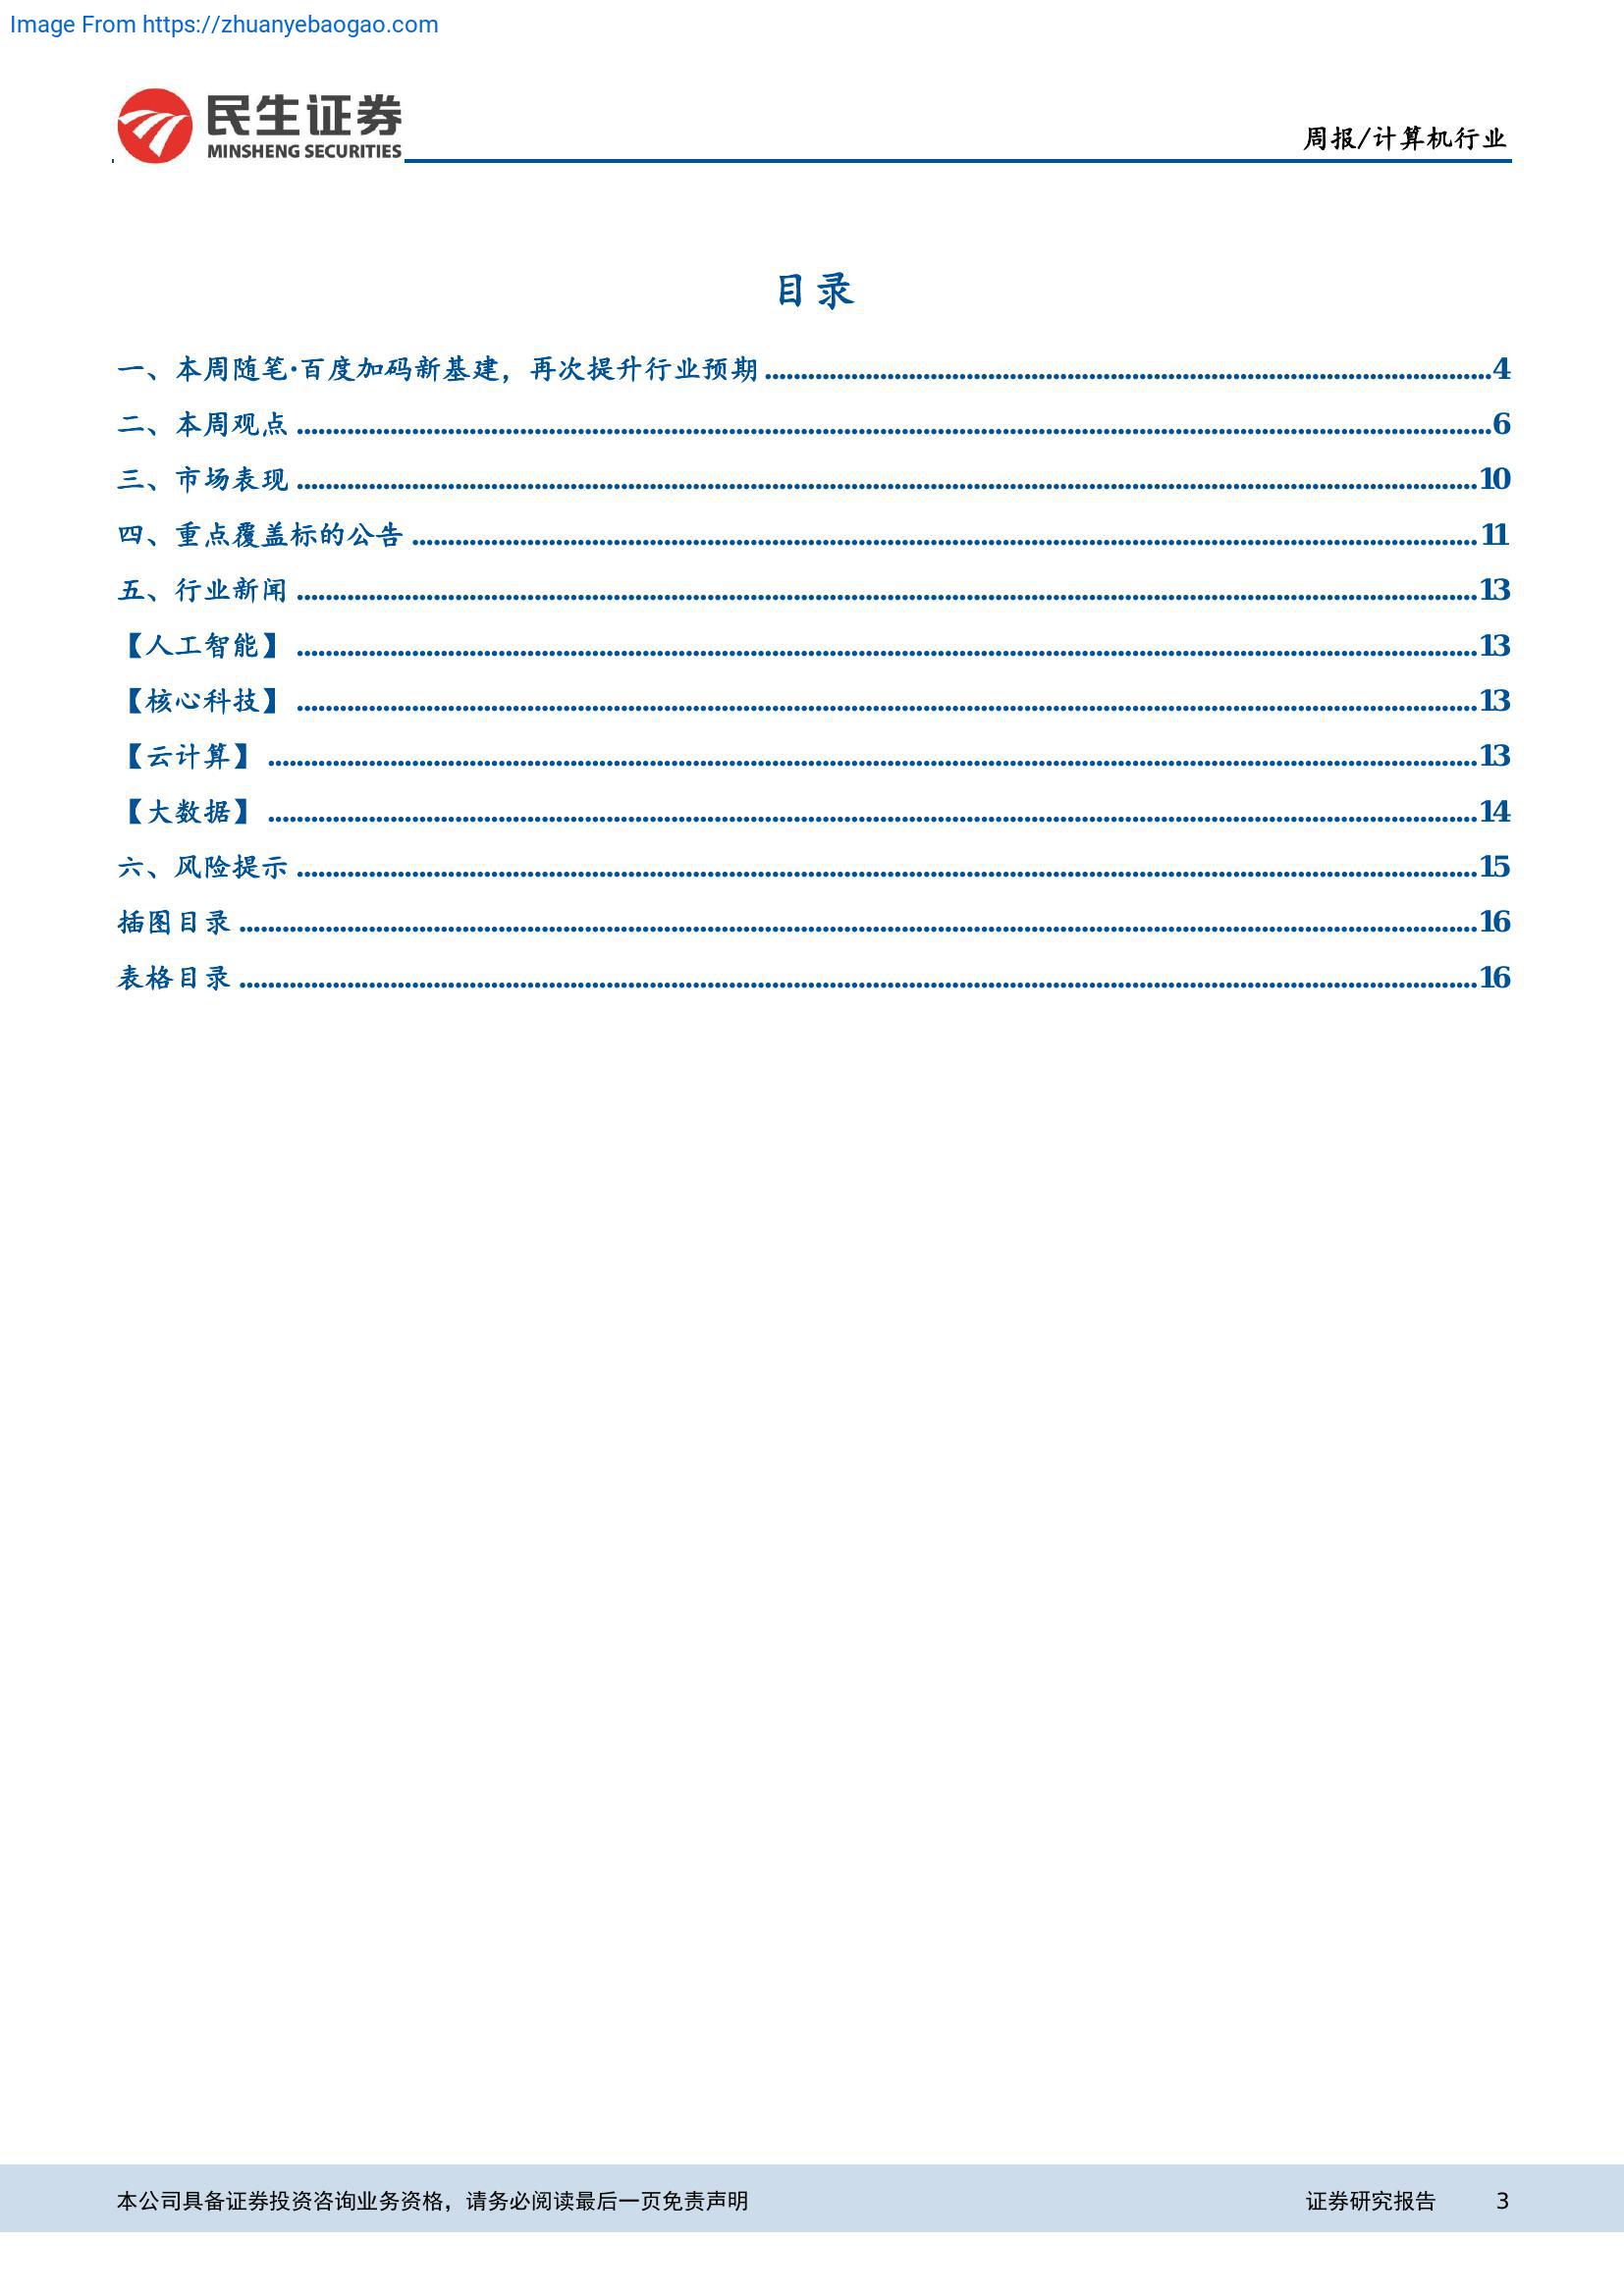 Image From https://zhuanyebaogao.com
民生证券
MINSHENG SECURITIES
周报/计算机行业
目录
一、本周随笔·百度加码新基建，再次提升行业预期 4
二、本周观点 6
三、市场表现 10
四、重点覆盖标的公告 11
五、行业新闻 13
【人工智能】 13
【核心科技】 13
【云计算】 13
【大数据】 14
六、风险提示 15
插图目录 16
表格目录 16
本公司具备证券投资咨询业务资格，请务必阅读最后一页免责声明 证券研究报告 3